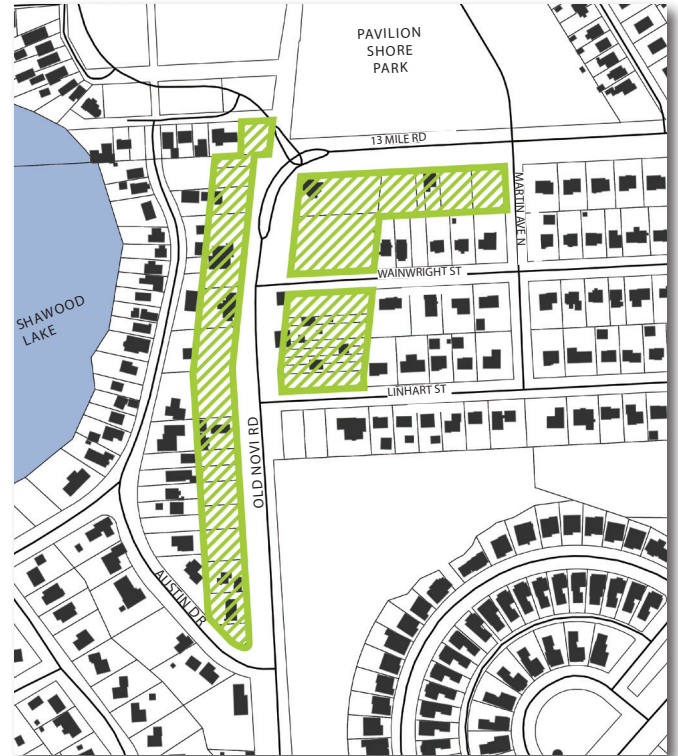 PAVILION
SHORE
PARK
13 MILE RD
MARTIN AVE N
WAINWRIGHT ST
SHAWOOD
LAKE
LINHART ST
OLD NOVI RD
AUSTIN DR